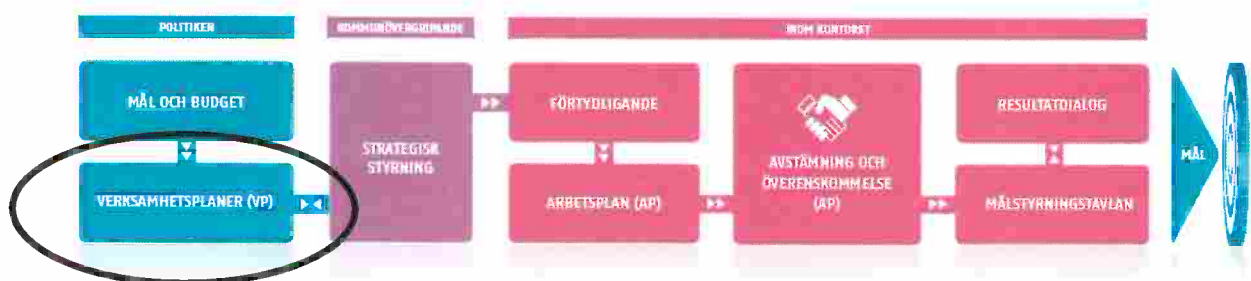 POLITIKEN
KOMMUNÖVERGRIPANDE
INOM KONTORET
MÅL OCH BUDGET
VERKSAMHETSPLANER (VP)
STRATEGISK
STYRNING
FÖRTYDLIGANDE
ARBETSPLAN (AP)
AVSTÄMNING OCH
ÖVERENSKOMMELSE
(AP)
RESULTATDIALOG
MÅLSTYRNINGSTAVLAN
MÅL